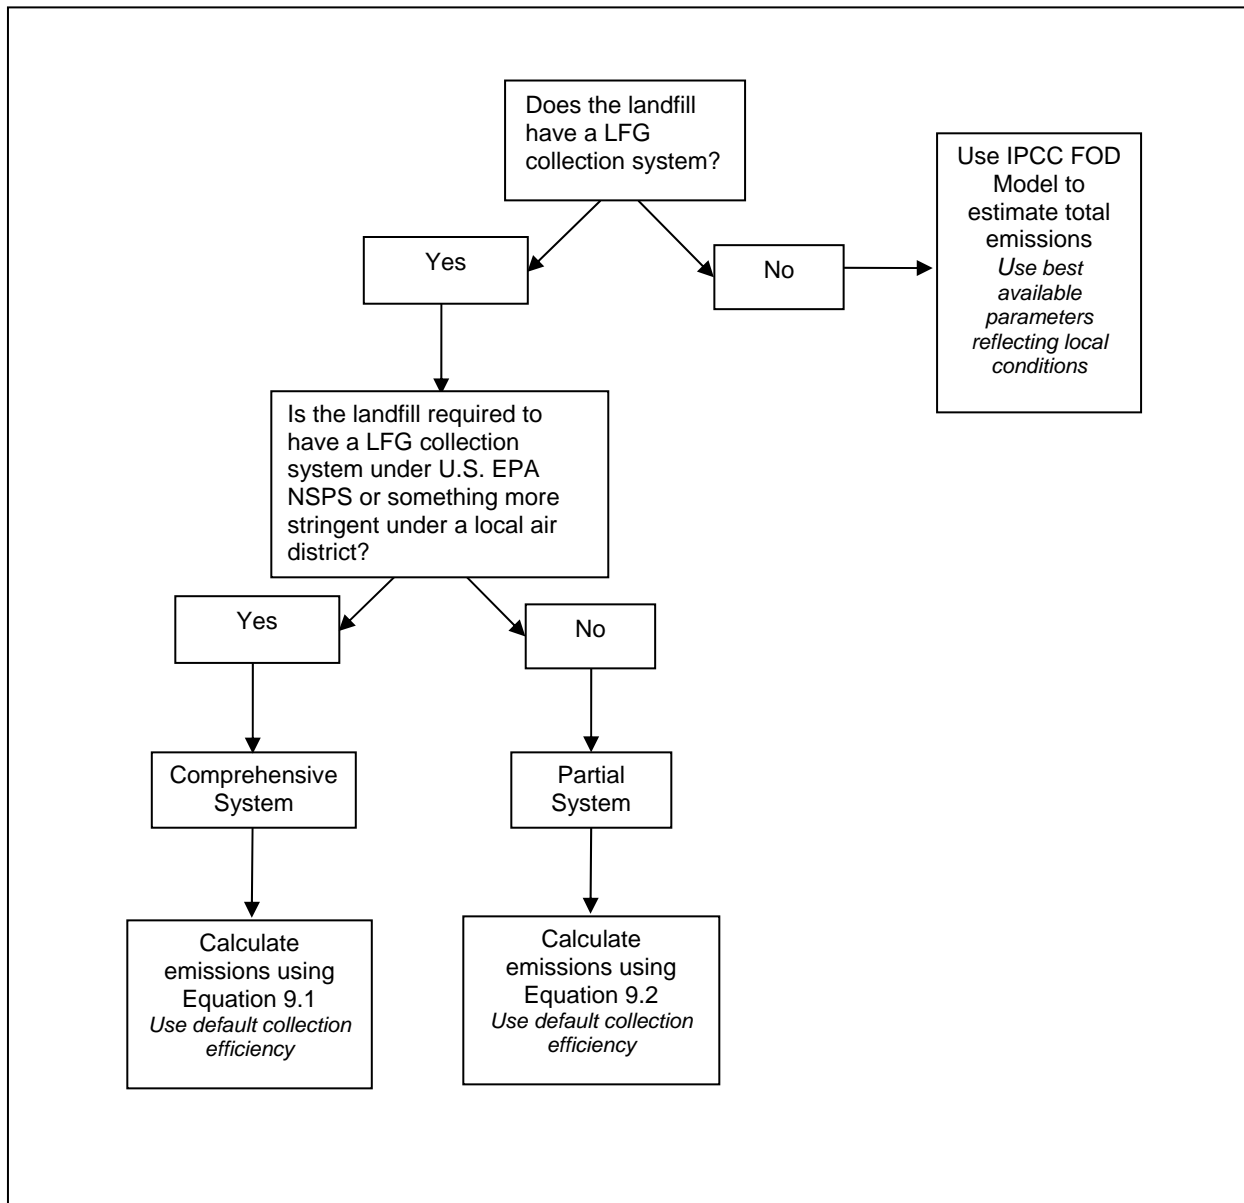 Does the landfill
have a LFG
collection system?
Use IPCC FOD
Model to
estimate total
emissions
Use best
available
parameters
reflecting local
conditions
Yes
No
Is the landfill required to
have a LFG collection
system under U.S. EPA
NSPS or something more
stringent under a local air
district?
Yes
No
Comprehensive
System
Partial
System
Calculate
emissions using
Equation 9.1
Use default collection
efficiency
Calculate
emissions using
Equation 9.2
Use default collection
efficiency